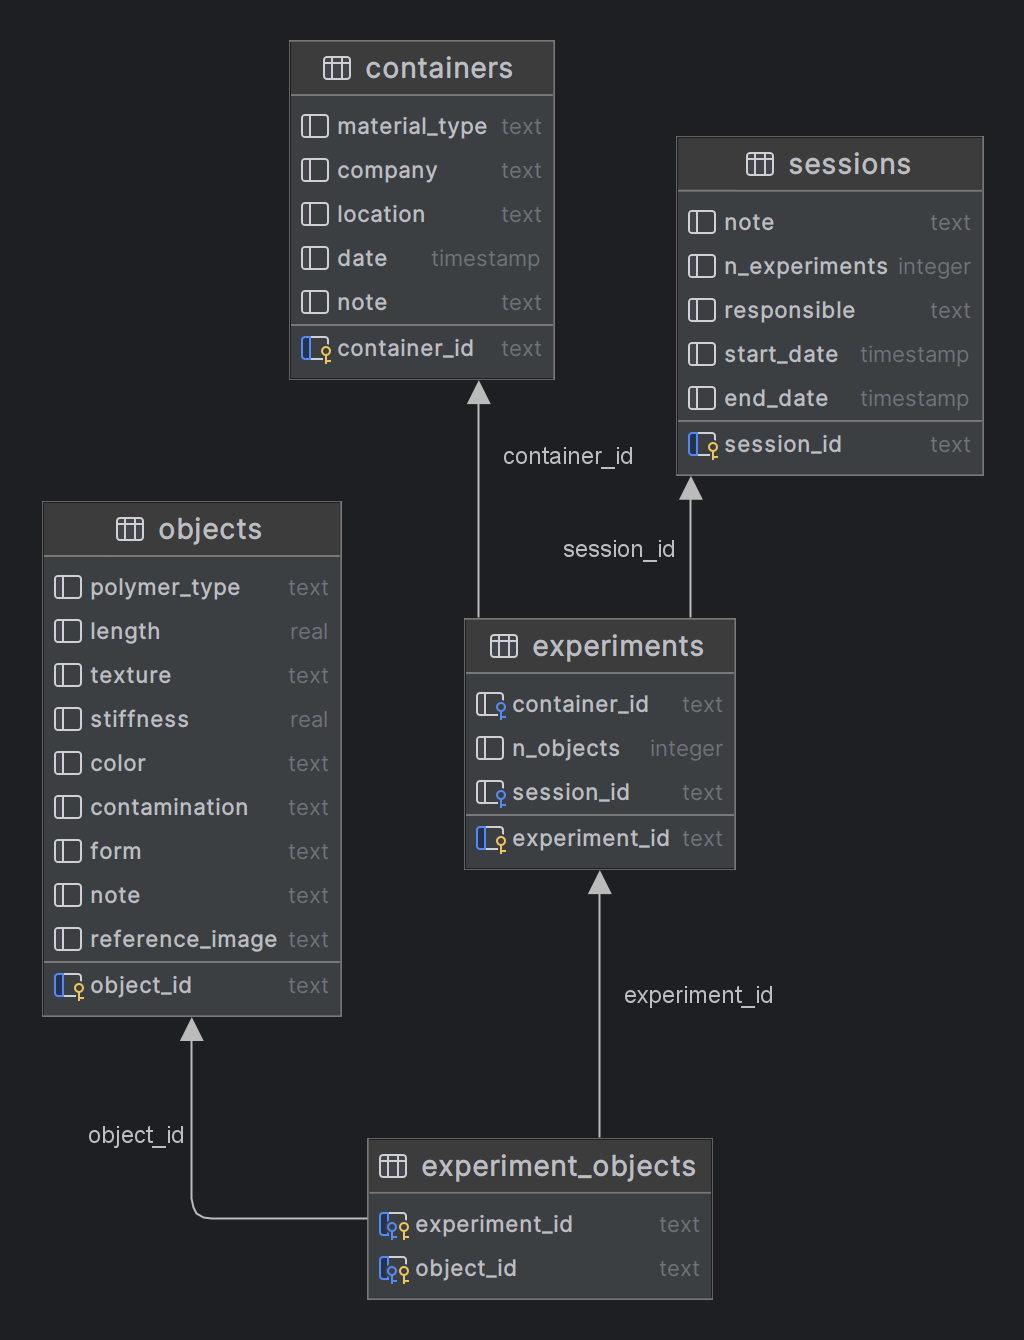 containers
material_type text
company text
location text
date timestamp
note text
container_id text
sessions
note text
n_experiments integer
responsible text
start_date timestamp
end_date timestamp
session_id text
container_id
session_id
objects
polymer_type text
length real
texture text
stiffness real
color text
contamination text
form text
note text
reference_image text
object_id text
experiments
container_id text
n_objects integer
session_id text
experiment_id text
experiment_id
object_id
experiment_objects
experiment_id text
object_id text